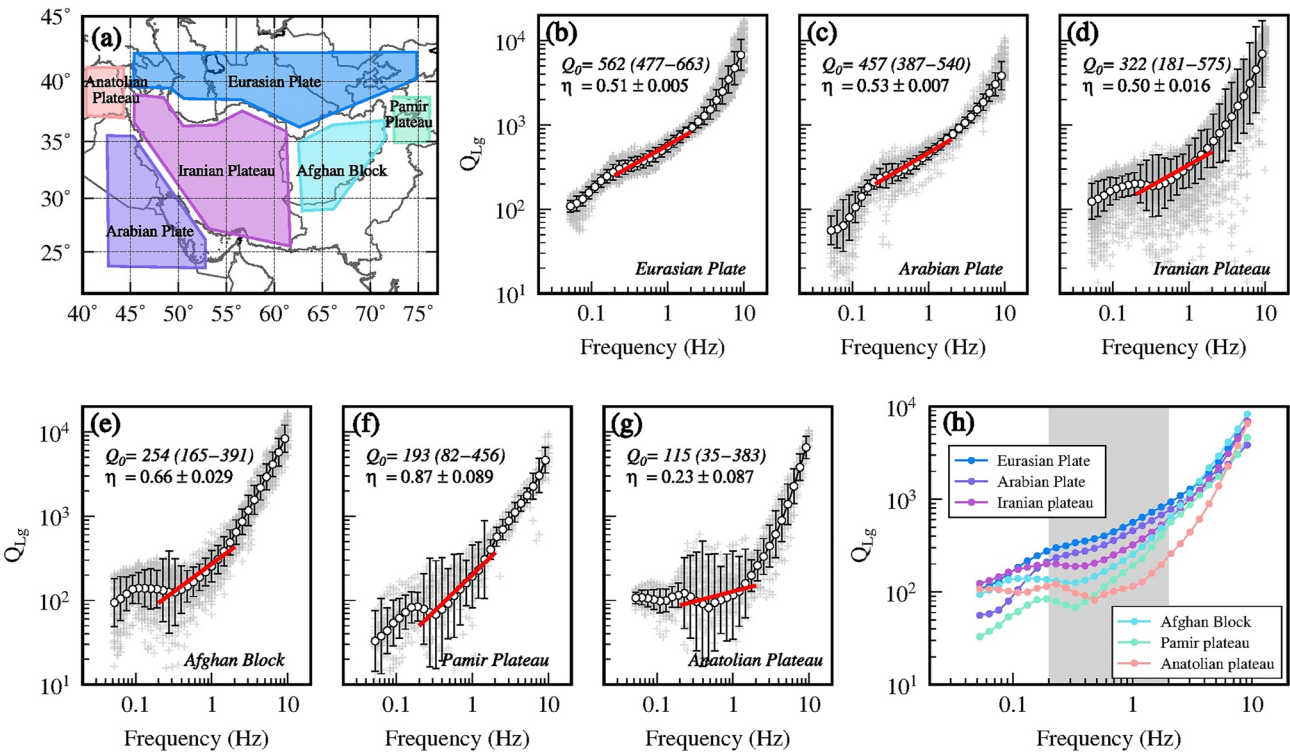 (a)
45°
40°
35°
30°
25°
40° 45° 50° 55° 60° 65° 70° 75°
Anatolian
Plateau
Eurasian Plate
Pamir
Plateau
Iranian Plateau
Afghan Block
Arabian Plate
(b)
Q0= 562 (477−663)
η = 0.51 ± 0.005
Eurasian Plate
QLg
10^4
10^3
10^2
10^1
0.1 1 10
Frequency (Hz)
(c)
Q0= 457 (387−540)
η = 0.53 ± 0.007
Arabian Plate
0.1 1 10
Frequency (Hz)
(d)
Q0= 322 (181−575)
η = 0.50 ± 0.016
Iranian Plateau
0.1 1 10
Frequency (Hz)
(e)
Q0= 254 (165−391)
η = 0.66 ± 0.029
Afghan Block
QLg
10^4
10^3
10^2
10^1
0.1 1 10
Frequency (Hz)
(f)
Q0= 193 (82−456)
η = 0.87 ± 0.089
Pamir Plateau
0.1 1 10
Frequency (Hz)
(g)
Q0= 115 (35−383)
η = 0.23 ± 0.087
Anatolian Plateau
0.1 1 10
Frequency (Hz)
(h)
Eurasian Plate
Arabian Plate
Iranian plateau
Afghan Block
Pamir plateau
Anatolian plateau
QLg
10^4
10^3
10^2
10^1
0.1 1 10
Frequency (Hz)